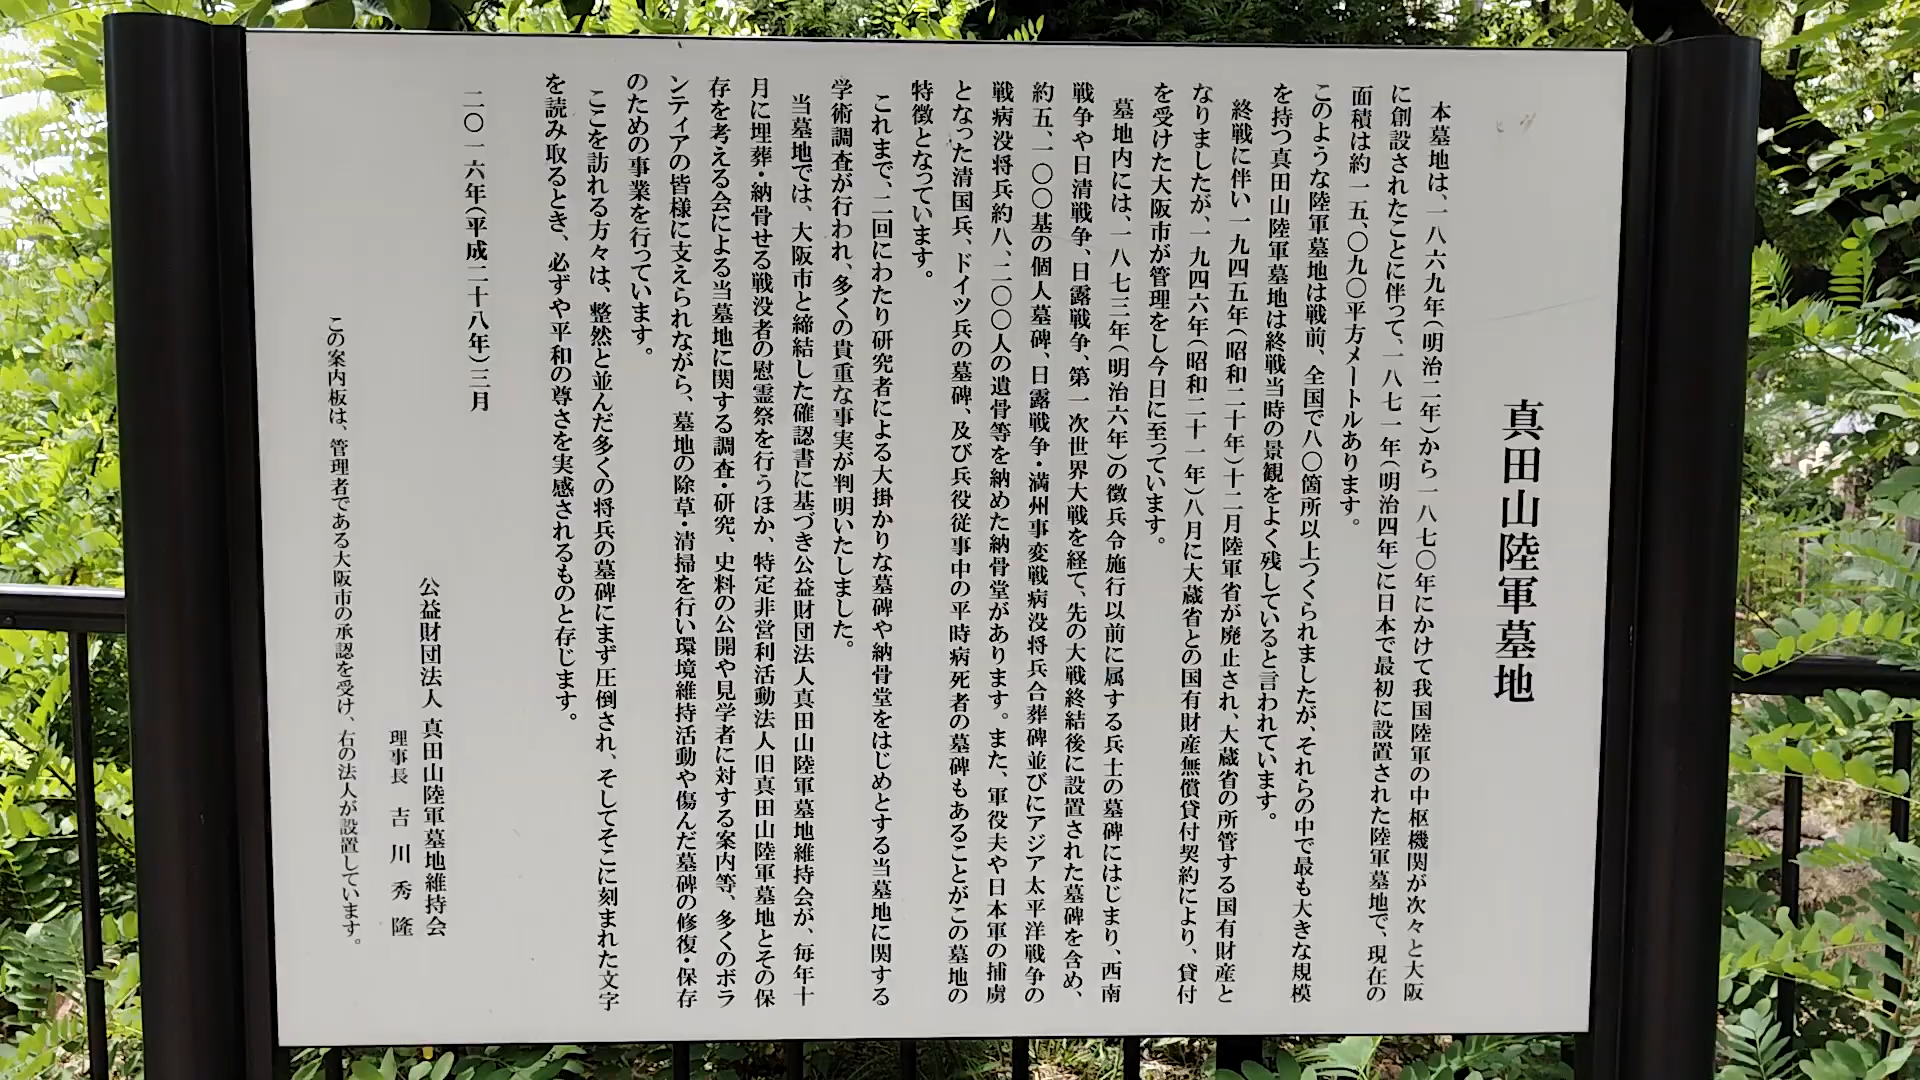 真田山陸軍墓地
本墓地は、一八六九年(明治二年)から一八七〇年にかけて我国陸軍の中枢機関が次々と大阪
に創設されたことに伴って、一八七一年(明治四年)に日本で最初に設置された陸軍墓地で、現在の
面積は約一五、〇九〇平方メートルあります。
このような陸軍墓地は戦前、全国で八〇箇所以上つくられましたが、それらの中で最も大きな規模
を持つ真田山陸軍墓地は終戦当時の景観をよく残していると言われています。
終戦に伴い一九四五年(昭和二十年)十二月陸軍省が廃止され、大蔵省の所管する国有財産と
なりましたが、一九四六年(昭和二十一年)八月に大蔵省との国有財産無償貸付契約により、貸付
を受けた大阪市が管理をし今日に至っています。
墓地内には、一八七三年(明治六年)の徴兵令施行以前に属する兵士の墓碑にはじまり、西南
戦争や日清戦争、日露戦争、第一次世界大戦を経て、先の大戦終結後に設置された墓碑を含め、
約五、一〇〇基の個人墓碑、日露戦争・満州事変戦病没将兵合葬碑並びにアジア太平洋戦争の
戦病没将兵約八、二〇〇人の遺骨等を納めた納骨堂があります。また、軍役夫や日本軍の捕虜
となった清国兵、ドイツ兵の墓碑、及び兵役従事中の平時病死者の墓碑もあることがこの墓地の
特徴となっています。
これまで、二回にわたり研究者による大掛かりな墓碑や納骨堂をはじめとする当墓地に関する
学術調査が行われ、多くの貴重な事実が判明いたしました。
当墓地では、大阪市と締結した確認書に基づき公益財団法人真田山陸軍墓地維持会が、毎年十
月に埋葬・納骨せる戦没者の慰霊祭を行うほか、特定非営利活動法人旧真田山陸軍墓地とその保
存を考える会による当墓地に関する調査・研究、史料の公開や見学者に対する案内等、多くのボラ
ンティアの皆様に支えられながら、墓地の除草・清掃を行い環境維持活動や傷んだ墓碑の修復・保存
のための事業を行っています。
ここを訪れる方々は、整然と並んだ多くの将兵の墓碑にまず圧倒され、そしてそこに刻まれた文字
を読み取るとき、必ずや平和の尊さを実感されるものと存じます。
二〇一六年(平成二十八年)三月
公益財団法人 真田山陸軍墓地維持会
理事長 吉川秀隆
この案内板は、管理者である大阪市の承認を受け、右の法人が設置しています。